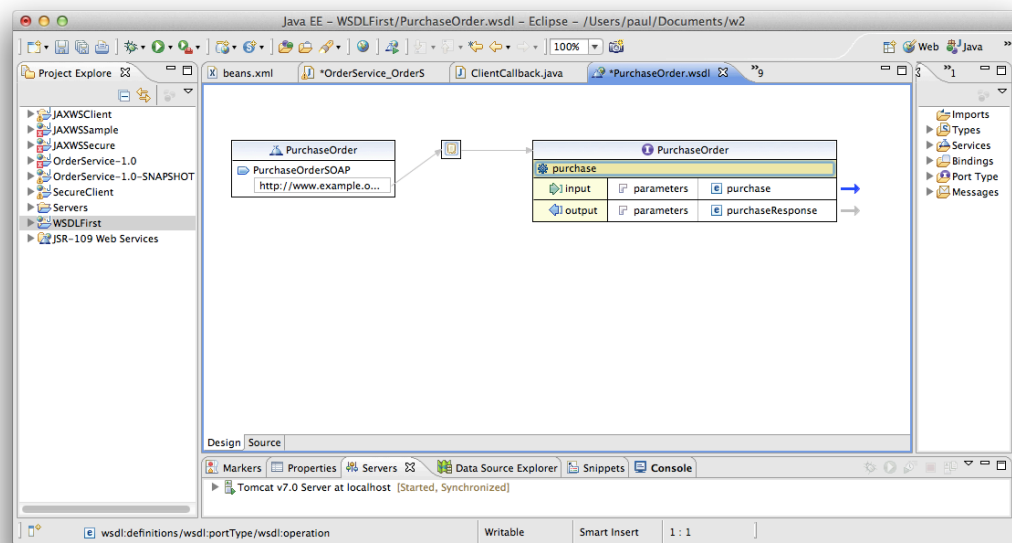 Java EE - WSDLFirst/PurchaseOrder.wsdl - Eclipse - /Users/paul/Documents/w2
100%
Web
Java
»
Project Explore
beans.xml
*OrderService_OrderS
ClientCallback.java
*PurchaseOrder.wsdl
»9
»1
JAXWSClient
JAXWSSample
JAXWSSecure
OrderService-1.0
OrderService-1.0-SNAPSHOT
SecureClient
Servers
WSDLFirst
JSR-109 Web Services
PurchaseOrder
PurchaseOrderSOAP
http://www.example.o...
PurchaseOrder
purchase
input parameters purchase
output parameters purchaseResponse
Imports
Types
Services
Bindings
Port Type
Messages
Design Source
Markers Properties Servers Data Source Explorer Snippets Console
Tomcat v7.0 Server at localhost [Started, Synchronized]
wsdl:definitions/wsdl:portType/wsdl:operation Writable Smart Insert 1 : 1